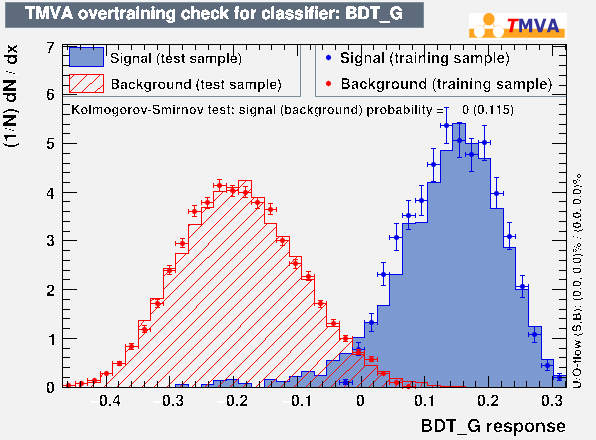 TMVA overtraining check for classifier: BDT_G
TMVA
(1/N) dN / dx
7
6
5
4
3
2
1
0
Signal (test sample)
Background (test sample)
Signal (training sample)
Background (training sample)
Kolmogorov-Smirnov test: signal (background) probability = 0 (0.115)
U/O-flow (S,B): (0.0, 0.0)% / (0.0, 0.0)%
-0.4 -0.3 -0.2 -0.1 0 0.1 0.2 0.3
BDT_G response